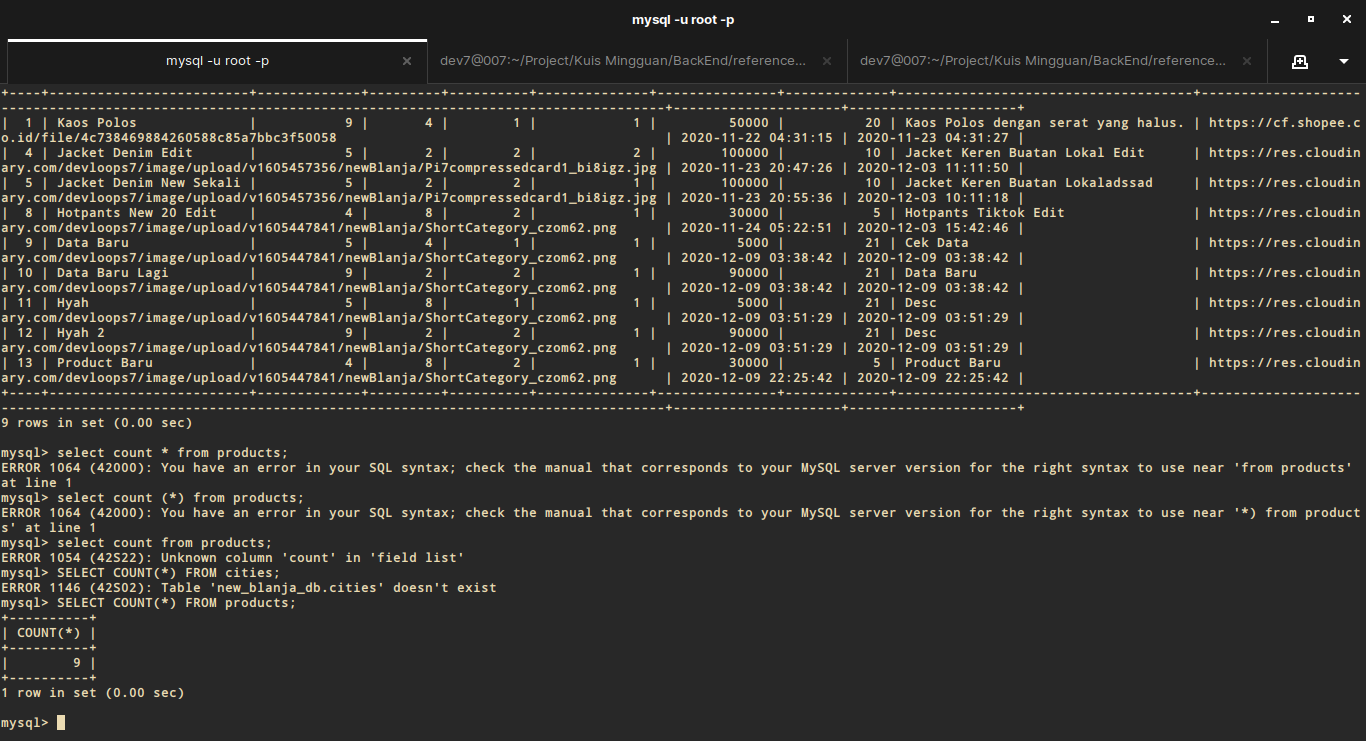 mysql -u root -p
mysql -u root -p dev7@007:~/Project/Kuis Mingguan/BackEnd/reference... dev7@007:~/Project/Kuis Mingguan/BackEnd/reference...
+----+-------------------------+-------------+---------+----------+--------------+-----------------+-------------+-------------------------------------+--------------------
-----------------------------------------------------------------------------------+---------------------+---------------------+
|  1 | Kaos Polos              |           9 |       4 |        1 |            1 |           50000 |          20 | Kaos Polos dengan serat yang halus. | https://cf.shopee.c
o.id/file/4c738469884260588c85a7bbc3f50058                                         | 2020-11-22 04:31:15 | 2020-11-23 04:31:27 |
|  4 | Jacket Denim Edit       |           5 |       2 |        2 |            2 |          100000 |          10 | Jacket Keren Buatan Lokal Edit      | https://res.cloudin
ary.com/devloops7/image/upload/v1605457356/newBlanja/Pi7compressedcard1_bi8igz.jpg | 2020-11-23 20:47:26 | 2020-12-03 11:11:50 |
|  5 | Jacket Denim New Sekali |           5 |       2 |        2 |            1 |          100000 |          10 | Jacket Keren Buatan Lokaladssad     | https://res.cloudin
ary.com/devloops7/image/upload/v1605457356/newBlanja/Pi7compressedcard1_bi8igz.jpg | 2020-11-23 20:55:36 | 2020-12-03 10:11:18 |
|  8 | Hotpants New 20 Edit    |           4 |       8 |        2 |            1 |           30000 |           5 | Hotpants Tiktok Edit                | https://res.cloudin
ary.com/devloops7/image/upload/v1605447841/newBlanja/ShortCategory_czom62.png      | 2020-11-24 05:22:51 | 2020-12-03 15:42:46 |
|  9 | Data Baru               |           5 |       4 |        1 |            1 |            5000 |          21 | Cek Data                            | https://res.cloudin
ary.com/devloops7/image/upload/v1605447841/newBlanja/ShortCategory_czom62.png      | 2020-12-09 03:38:42 | 2020-12-09 03:38:42 |
| 10 | Data Baru Lagi          |           9 |       2 |        2 |            1 |           90000 |          21 | Data Baru                           | https://res.cloudin
ary.com/devloops7/image/upload/v1605447841/newBlanja/ShortCategory_czom62.png      | 2020-12-09 03:38:42 | 2020-12-09 03:38:42 |
| 11 | Hyah                    |           5 |       8 |        1 |            1 |            5000 |          21 | Desc                                | https://res.cloudin
ary.com/devloops7/image/upload/v1605447841/newBlanja/ShortCategory_czom62.png      | 2020-12-09 03:51:29 | 2020-12-09 03:51:29 |
| 12 | Hyah 2                  |           9 |       2 |        2 |            1 |           90000 |          21 | Desc                                | https://res.cloudin
ary.com/devloops7/image/upload/v1605447841/newBlanja/ShortCategory_czom62.png      | 2020-12-09 03:51:29 | 2020-12-09 03:51:29 |
| 13 | Product Baru            |           4 |       8 |        2 |            1 |           30000 |           5 | Product Baru                        | https://res.cloudin
ary.com/devloops7/image/upload/v1605447841/newBlanja/ShortCategory_czom62.png      | 2020-12-09 22:25:42 | 2020-12-09 22:25:42 |
+----+-------------------------+-------------+---------+----------+--------------+-----------------+-------------+-------------------------------------+--------------------
-----------------------------------------------------------------------------------+---------------------+---------------------+
9 rows in set (0.00 sec)
mysql> select count * from products;
ERROR 1064 (42000): You have an error in your SQL syntax; check the manual that corresponds to your MySQL server version for the right syntax to use near 'from products'
at line 1
mysql> select count (*) from products;
ERROR 1064 (42000): You have an error in your SQL syntax; check the manual that corresponds to your MySQL server version for the right syntax to use near '*) from product
s' at line 1
mysql> select count from products;
ERROR 1054 (42S22): Unknown column 'count' in 'field list'
mysql> SELECT COUNT(*) FROM cities;
ERROR 1146 (42S02): Table 'new_blanja_db.cities' doesn't exist
mysql> SELECT COUNT(*) FROM products;
+----------+
| COUNT(*) |
+----------+
|        9 |
+----------+
1 row in set (0.00 sec)
mysql>